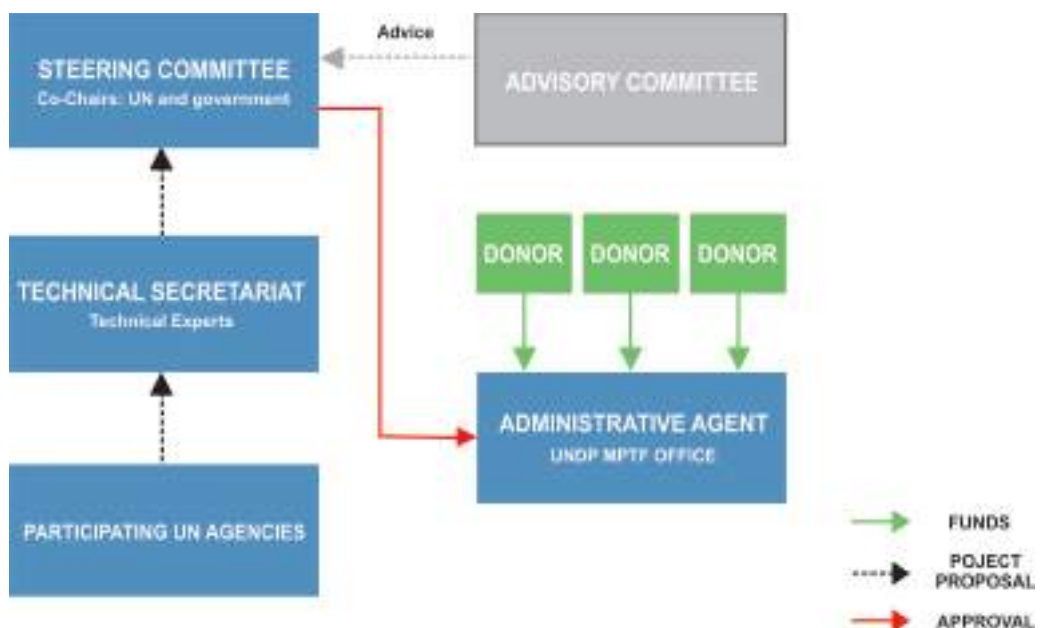 Advice
STEERING COMMITTEE
Co-Chairs: UN and government
ADVISORY COMMITTEE
DONOR DONOR DONOR
TECHNICAL SECRETARIAT
Technical Experts
ADMINISTRATIVE AGENT
UNDP MPTF OFFICE
PARTICIPATING UN AGENCIES
FUNDS
POJECT
PROPOSAL
APPROVAL